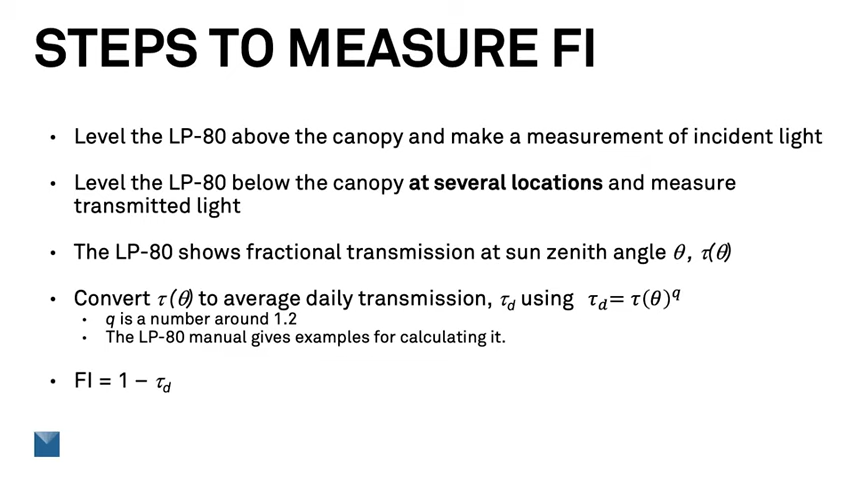 STEPS TO MEASURE FI
• Level the LP-80 above the canopy and make a measurement of incident light
• Level the LP-80 below the canopy at several locations and measure
transmitted light
• The LP-80 shows fractional transmission at sun zenith angle θ, τ(θ)
• Convert τ(θ) to average daily transmission, τd using τd= τ(θ)^q
• q is a number around 1.2
• The LP-80 manual gives examples for calculating it.
• FI = 1 – τd